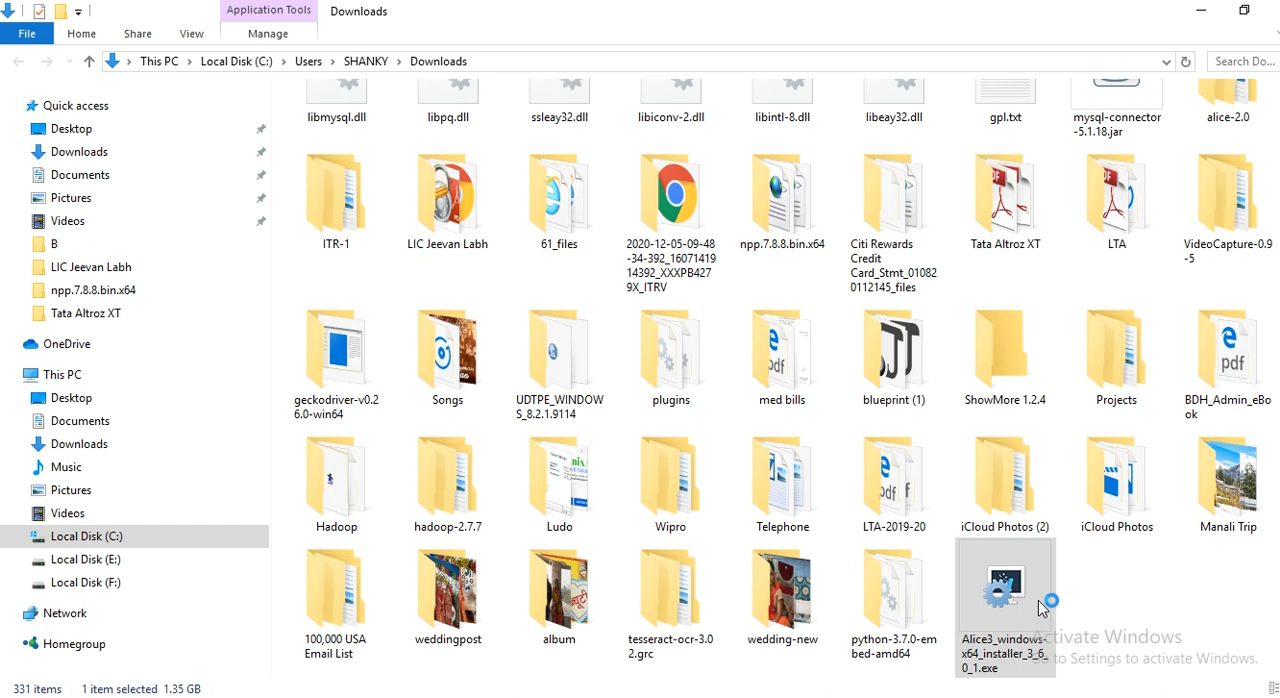 Application Tools
Downloads
File
Home
Share
View
Manage
This PC
Local Disk (C:)
Users
SHANKY
Downloads
Search Do...
Quick access
Desktop
Downloads
Documents
Pictures
Videos
B
LIC Jeevan Labh
npp.7.8.8.bin.x64
Tata Altroz XT
OneDrive
This PC
Desktop
Documents
Downloads
Music
Pictures
Videos
Local Disk (C:)
Local Disk (E:)
Local Disk (F:)
Network
Homegroup
libmysql.dll
libpq.dll
ssleay32.dll
libiconv-2.dll
libintl-8.dll
libeay32.dll
gpl.txt
mysql-connector
-5.1.18.jar
alice-2.0
ITR-1
LIC Jeevan Labh
61_files
2020-12-05-09-48
-34-392_16071419
14392_XXXPB427
9X_ITRV
npp.7.8.8.bin.x64
Citi Rewards
Credit
Card_Stmt_01082
0112145_files
Tata Altroz XT
LTA
VideoCapture-0.9
-5
geckodriver-v0.2
6.0-win64
Songs
UDTPE_WINDOW
S_8.2.1.9114
plugins
med bills
blueprint (1)
ShowMore 1.2.4
Projects
BDH_Admin_eBo
ok
Hadoop
hadoop-2.7.7
Ludo
Wipro
Telephone
LTA-2019-20
iCloud Photos (2)
iCloud Photos
Manali Trip
100,000 USA
Email List
weddingpost
album
tesseract-ocr-3.0
2.grc
wedding-new
python-3.7.0-em
bed-amd64
Alice3_windows-
x64_installer_3_6_
0_1.exe
Activate Windows
Go to Settings to activate Windows.
331 items
1 item selected 1.35 GB